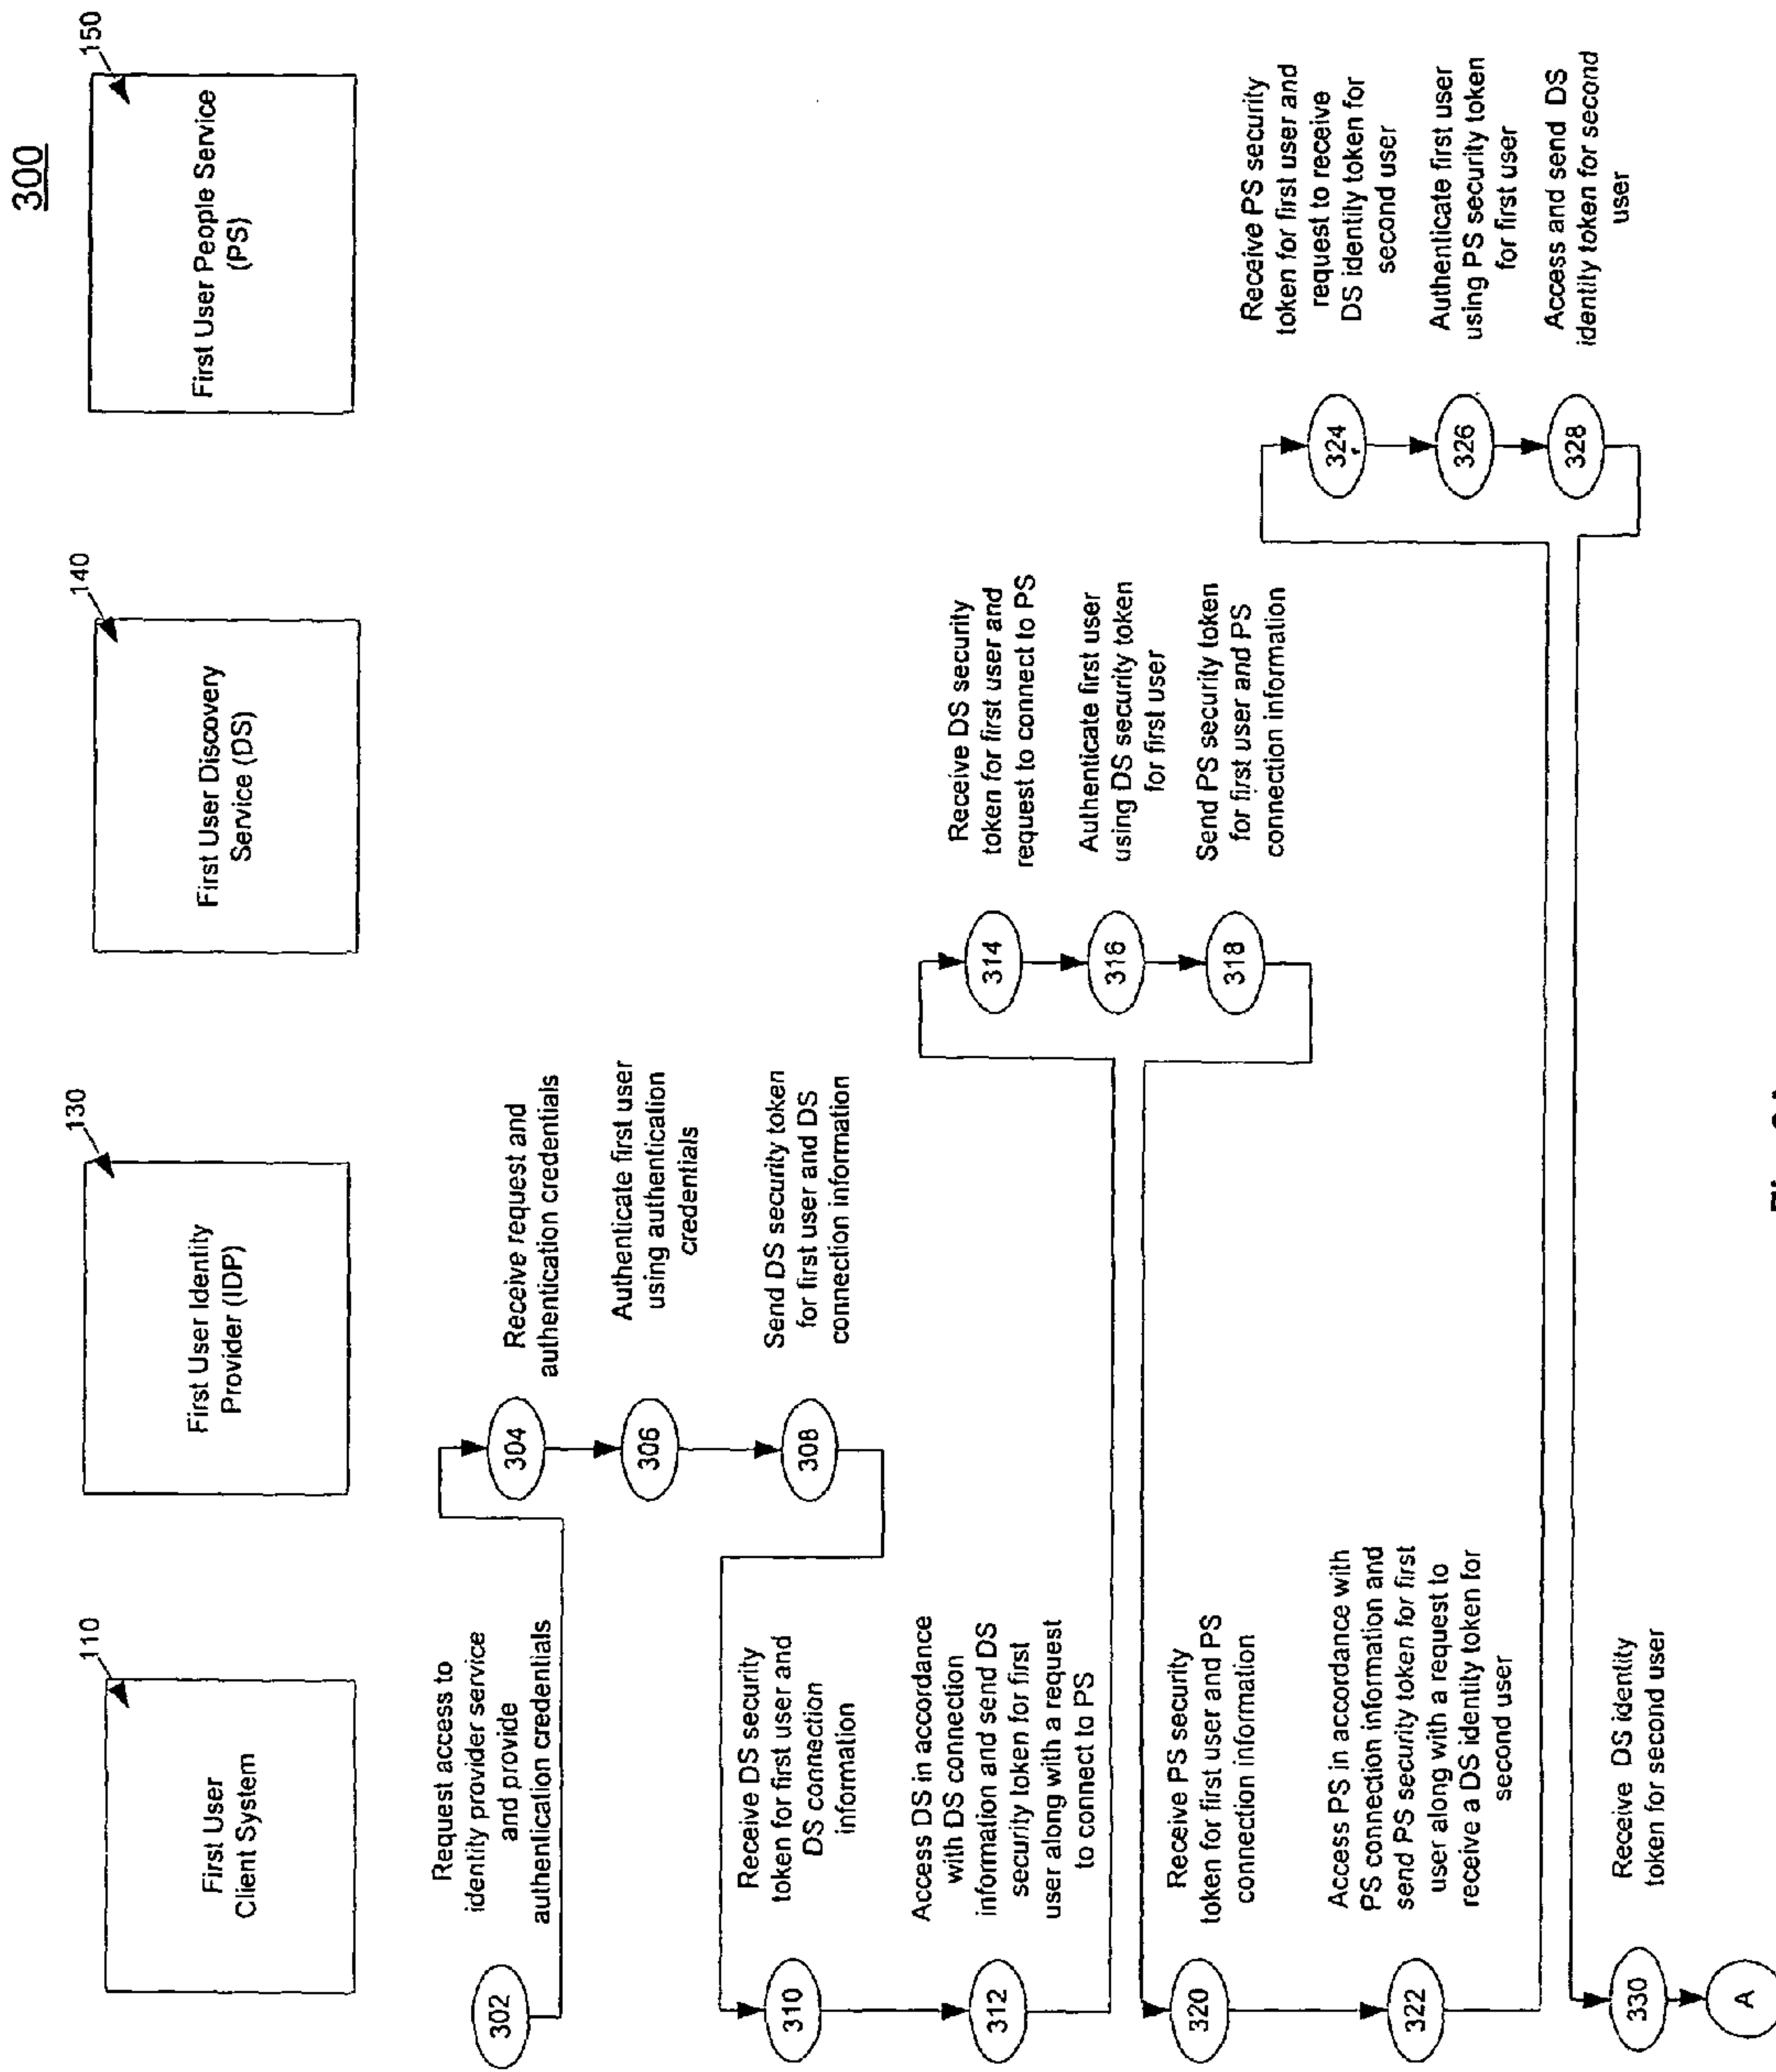 300
110
130
140
150
First User
Client System
First User Identity
Provider (IDP)
First User Discovery
Service (DS)
First User People Service
(PS)
302
Request access to
identity provider service
and provide
authentication credentials
304
Receive request and
authentication credentials
306
Authenticate first user
using authentication
credentials
308
Send DS security token
for first user and DS
connection information
310
Receive DS security
token for first user and
DS connection
information
312
Access DS in accordance
with DS connection
information and send DS
security token for first
user along with a request
to connect to PS
314
Receive DS security
token for first user and
request to connect to PS
316
Authenticate first user
using DS security token
for first user
318
Send PS security token
for first user and PS
connection information
320
Receive PS security
token for first user and PS
connection information
322
Access PS in accordance with
PS connection information and
send PS security token for first
user along with a request to
receive a DS identity token for
second user
324
Receive PS security
token for first user and
request to receive
DS identity token for
second user
326
Authenticate first user
using PS security token
for first user
328
Access and send DS
identity token for second
user
330
Receive DS identity
token for second user
A